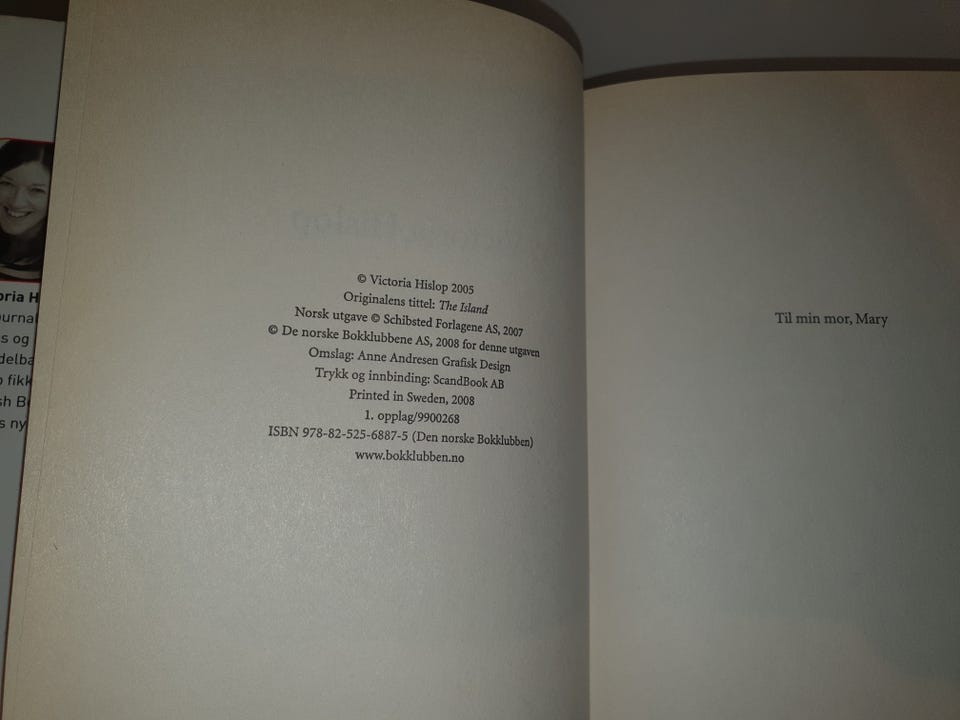 © Victoria Hislop 2005
Originalens tittel: The Island
Norsk utgave © Schibsted Forlagene AS, 2007
© De norske Bokklubbene AS, 2008 for denne utgaven
Omslag: Anne Andresen Grafisk Design
Trykk og innbinding: ScandBook AB
Printed in Sweden, 2008
1. opplag/9900268
ISBN 978-82-525-6887-5 (Den norske Bokklubben)
www.bokklubben.no
Til min mor, Mary